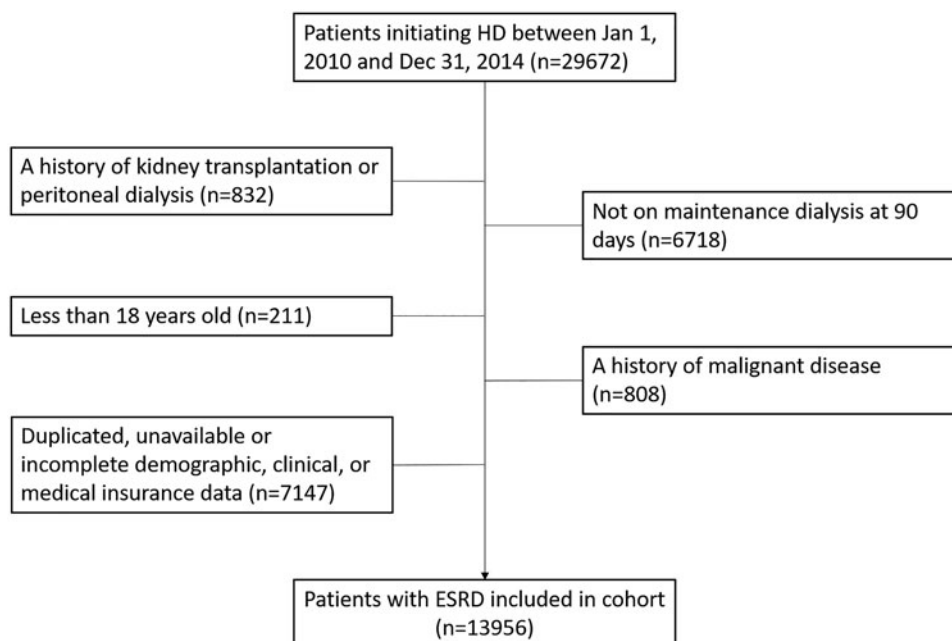 Patients initiating HD between Jan 1,
2010 and Dec 31, 2014 (n=29672)
A history of kidney transplantation or
peritoneal dialysis (n=832)
Not on maintenance dialysis at 90
days (n=6718)
Less than 18 years old (n=211)
A history of malignant disease
(n=808)
Duplicated, unavailable or
incomplete demographic, clinical, or
medical insurance data (n=7147)
Patients with ESRD included in cohort
(n=13956)